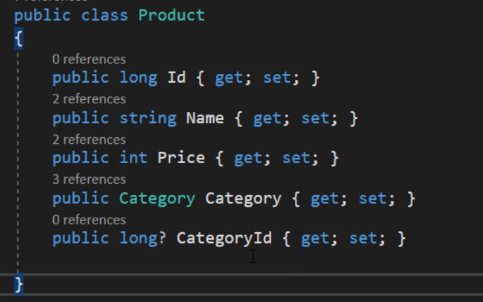 public class Product
{
0 references
public long Id { get; set; }
2 references
public string Name { get; set; }
2 references
public int Price { get; set; }
3 references
public Category Category { get; set; }
0 references
public long? CategoryId { get; set; }
}